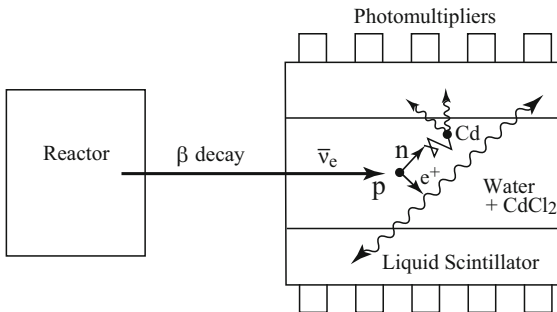 Photomultipliers
Reactor
β decay
ν̄e
p
n
e⁺
Cd
Water
+ CdCl₂
Liquid Scintillator